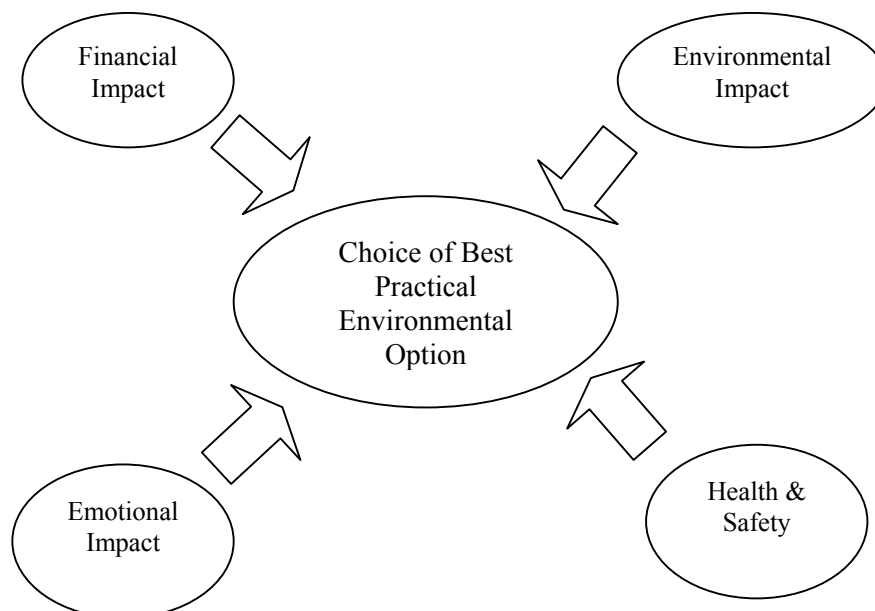 Financial
Impact
Environmental
Impact
Choice of Best
Practical
Environmental
Option
Emotional
Impact
Health &
Safety